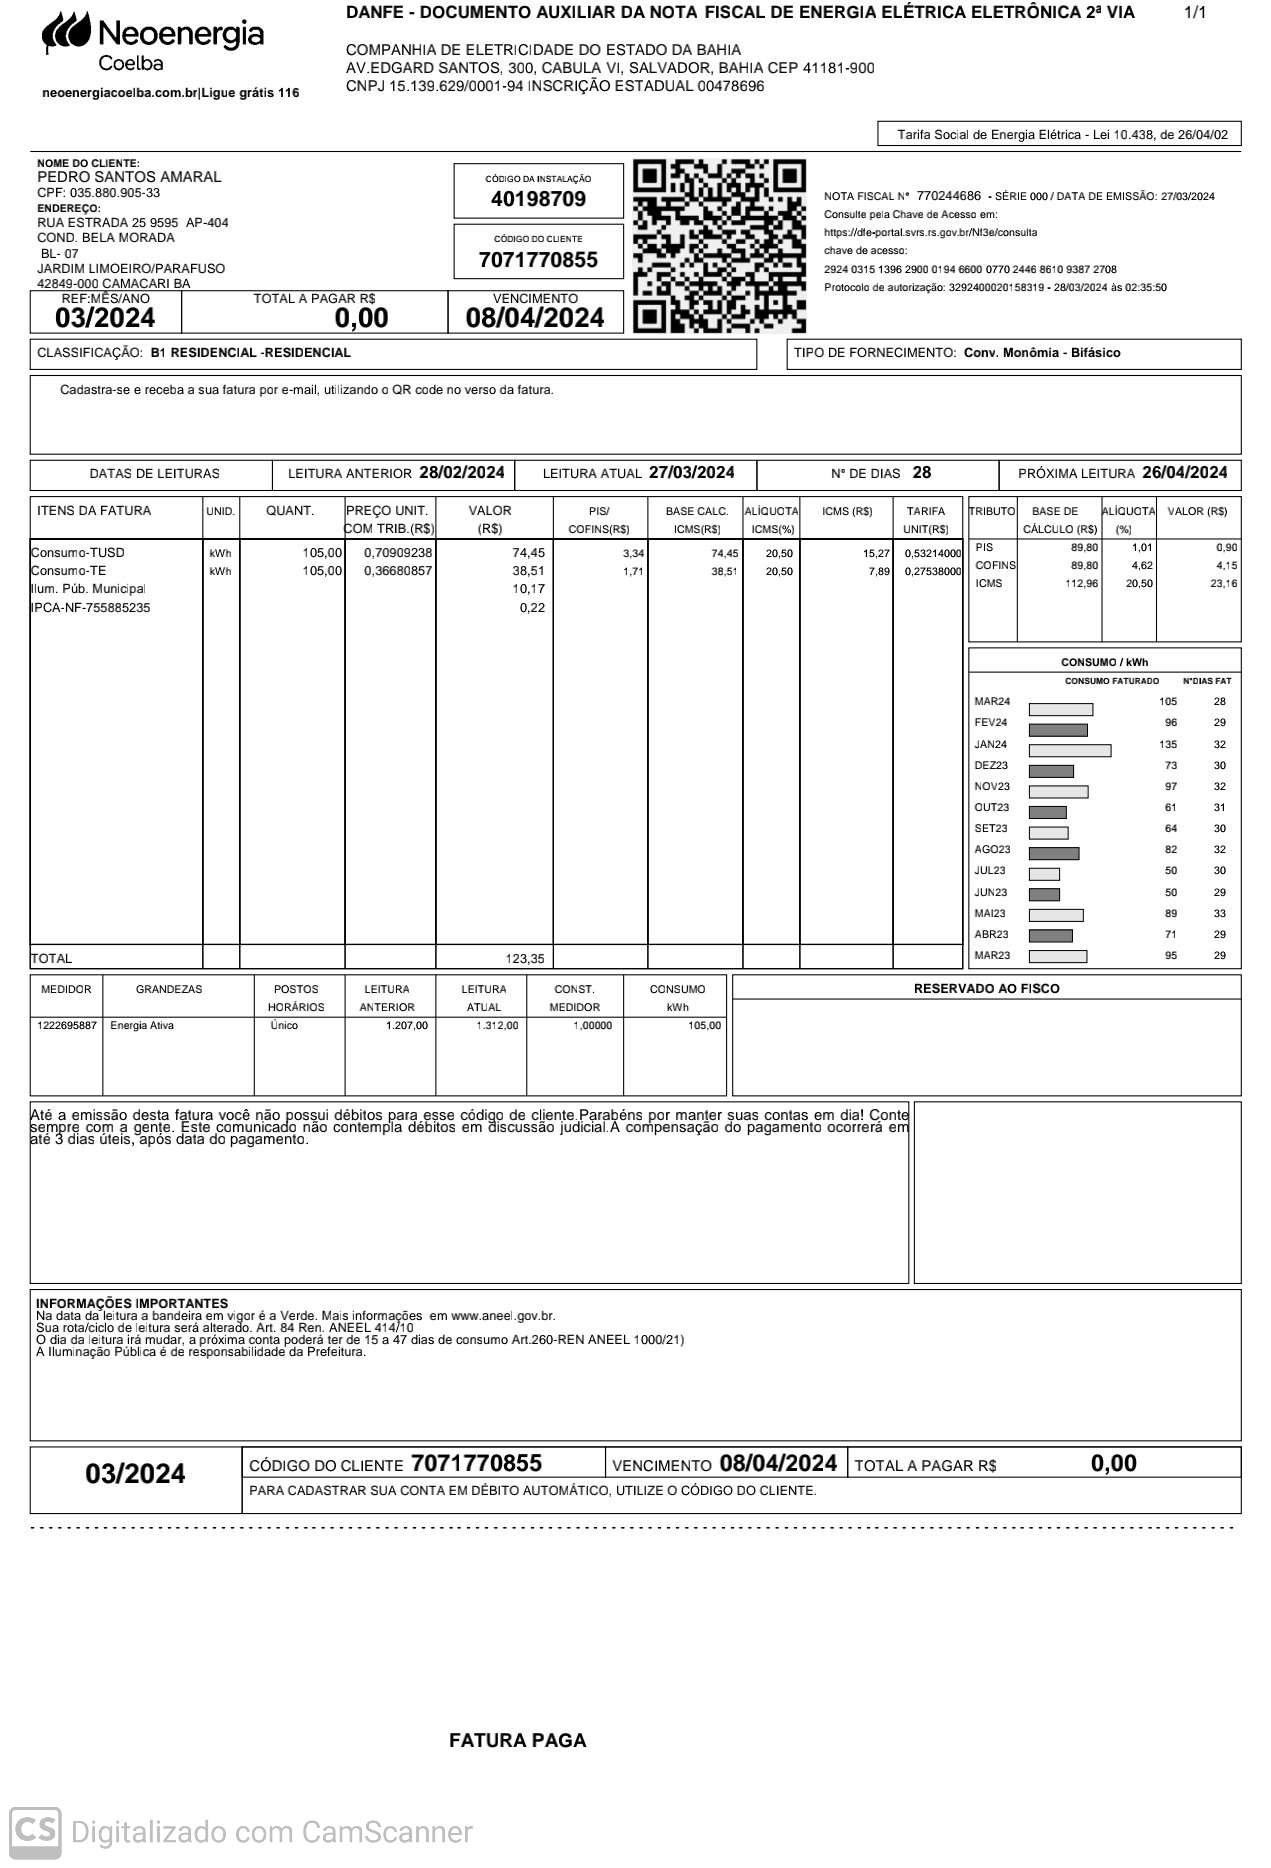 Neoenergia
Coelba
neoenergiacoelba.com.br|Ligue grátis 116
DANFE - DOCUMENTO AUXILIAR DA NOTA FISCAL DE ENERGIA ELÉTRICA ELETRÔNICA 2ª VIA 1/1
COMPANHIA DE ELETRICIDADE DO ESTADO DA BAHIA
AV.EDGARD SANTOS, 300, CABULA VI, SALVADOR, BAHIA CEP 41181-900
CNPJ 15.139.629/0001-94 INSCRIÇÃO ESTADUAL 00478696
Tarifa Social de Energia Elétrica - Lei 10.438, de 26/04/02
NOME DO CLIENTE:
PEDRO SANTOS AMARAL
CPF: 035.880.905-33
ENDEREÇO:
RUA ESTRADA 25 9595 AP-404
COND. BELA MORADA
BL- 07
JARDIM LIMOEIRO/PARAFUSO
42849-000 CAMACARI BA
CÓDIGO DA INSTALAÇÃO
40198709
CÓDIGO DO CLIENTE
7071770855
NOTA FISCAL N° 770244686 - SÉRIE 000 / DATA DE EMISSÃO: 27/03/2024
Consulte pela Chave de Acesso em:
https://dfe-portal.svrs.rs.gov.br/Nf3e/consulta
chave de acesso:
2924 0315 1396 2900 0194 6600 0770 2446 8610 9387 2708
Protocolo de autorização: 3292400020158319 - 28/03/2024 às 02:35:50
REF:MÊS/ANO TOTAL A PAGAR R$ VENCIMENTO
03/2024 0,00 08/04/2024
CLASSIFICAÇÃO: B1 RESIDENCIAL -RESIDENCIAL
TIPO DE FORNECIMENTO: Conv. Monômia - Bifásico
Cadastra-se e receba a sua fatura por e-mail, utilizando o QR code no verso da fatura.
DATAS DE LEITURAS LEITURA ANTERIOR 28/02/2024 LEITURA ATUAL 27/03/2024 N° DE DIAS 28 PRÓXIMA LEITURA 26/04/2024
ITENS DA FATURA UNID. QUANT. PREÇO UNIT. VALOR PIS/ BASE CALC. ALÍQUOTA ICMS (R$) TARIFA
COM TRIB.(R$) (R$) COFINS(R$) ICMS(R$) ICMS(%) UNIT(R$)
Consumo-TUSD kWh 105,00 0,70909238 74,45 3,34 74,45 20,50 15,27 0,53214000
Consumo-TE kWh 105,00 0,36680857 38,51 1,71 38,51 20,50 7,89 0,27538000
Ilum. Púb. Municipal 10,17
IPCA-NF-755885235 0,22
TOTAL 123,35
TRIBUTO BASE DE ALÍQUOTA VALOR (R$)
CÁLCULO (R$) (%)
PIS 89,80 1,01 0,90
COFINS 89,80 4,62 4,15
ICMS 112,96 20,50 23,16
CONSUMO / kWh
CONSUMO FATURADO N°DIAS FAT
MAR24 105 28
FEV24 96 29
JAN24 135 32
DEZ23 73 30
NOV23 97 32
OUT23 61 31
SET23 64 30
AGO23 82 32
JUL23 50 30
JUN23 50 29
MAI23 89 33
ABR23 71 29
MAR23 95 29
MEDIDOR GRANDEZAS POSTOS LEITURA LEITURA CONST. CONSUMO
HORÁRIOS ANTERIOR ATUAL MEDIDOR kWh
1222695887 Energia Ativa Único 1.207,00 1.312,00 1,00000 105,00
RESERVADO AO FISCO
Até a emissão desta fatura você não possui débitos para esse código de cliente.Parabéns por manter suas contas em dia! Conte
sempre com a gente. Este comunicado não contempla débitos em discussão judicial.A compensação do pagamento ocorrerá em
até 3 dias úteis, após data do pagamento.
INFORMAÇÕES IMPORTANTES
Na data da leitura a bandeira em vigor é a Verde. Mais informações em www.aneel.gov.br.
Sua rota/ciclo de leitura será alterado. Art. 84 Ren. ANEEL 414/10
O dia da leitura irá mudar, a próxima conta poderá ter de 15 a 47 dias de consumo Art.260-REN ANEEL 1000/21)
A Iluminação Pública é de responsabilidade da Prefeitura.
03/2024 CÓDIGO DO CLIENTE 7071770855 VENCIMENTO 08/04/2024 TOTAL A PAGAR R$ 0,00
PARA CADASTRAR SUA CONTA EM DÉBITO AUTOMÁTICO, UTILIZE O CÓDIGO DO CLIENTE.
FATURA PAGA
CS Digitalizado com CamScanner